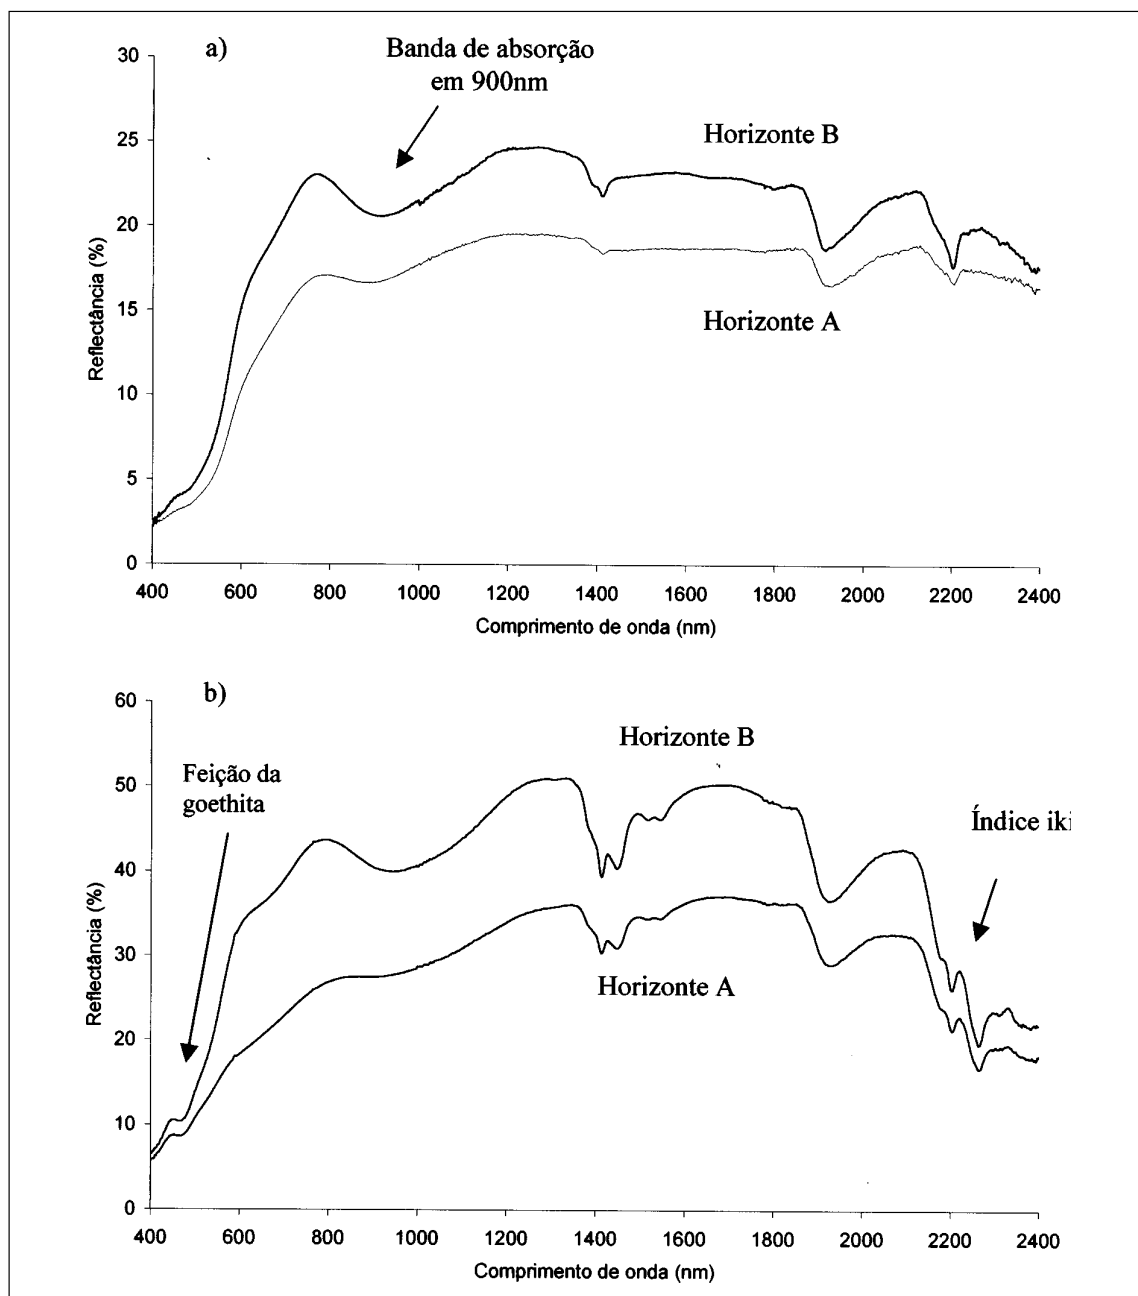 a)
Banda de absorção
em 900nm
30
25
20
15
10
5
0
Reflectância (%)
Horizonte B
Horizonte A
400 600 800 1000 1200 1400 1600 1800 2000 2200 2400
Comprimento de onda (nm)
b)
60
50
40
30
20
10
0
Reflectância (%)
Feição da
goethita
Horizonte B
Índice iki
Horizonte A
400 600 800 1000 1200 1400 1600 1800 2000 2200 2400
Comprimento de onda (nm)